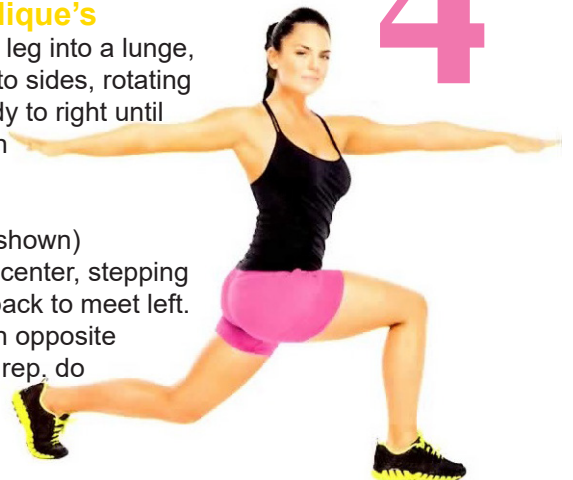 lique's
4
leg into a lunge,
to sides, rotating
dy to right until
n
shown)
center, stepping
back to meet left.
n opposite
rep. do